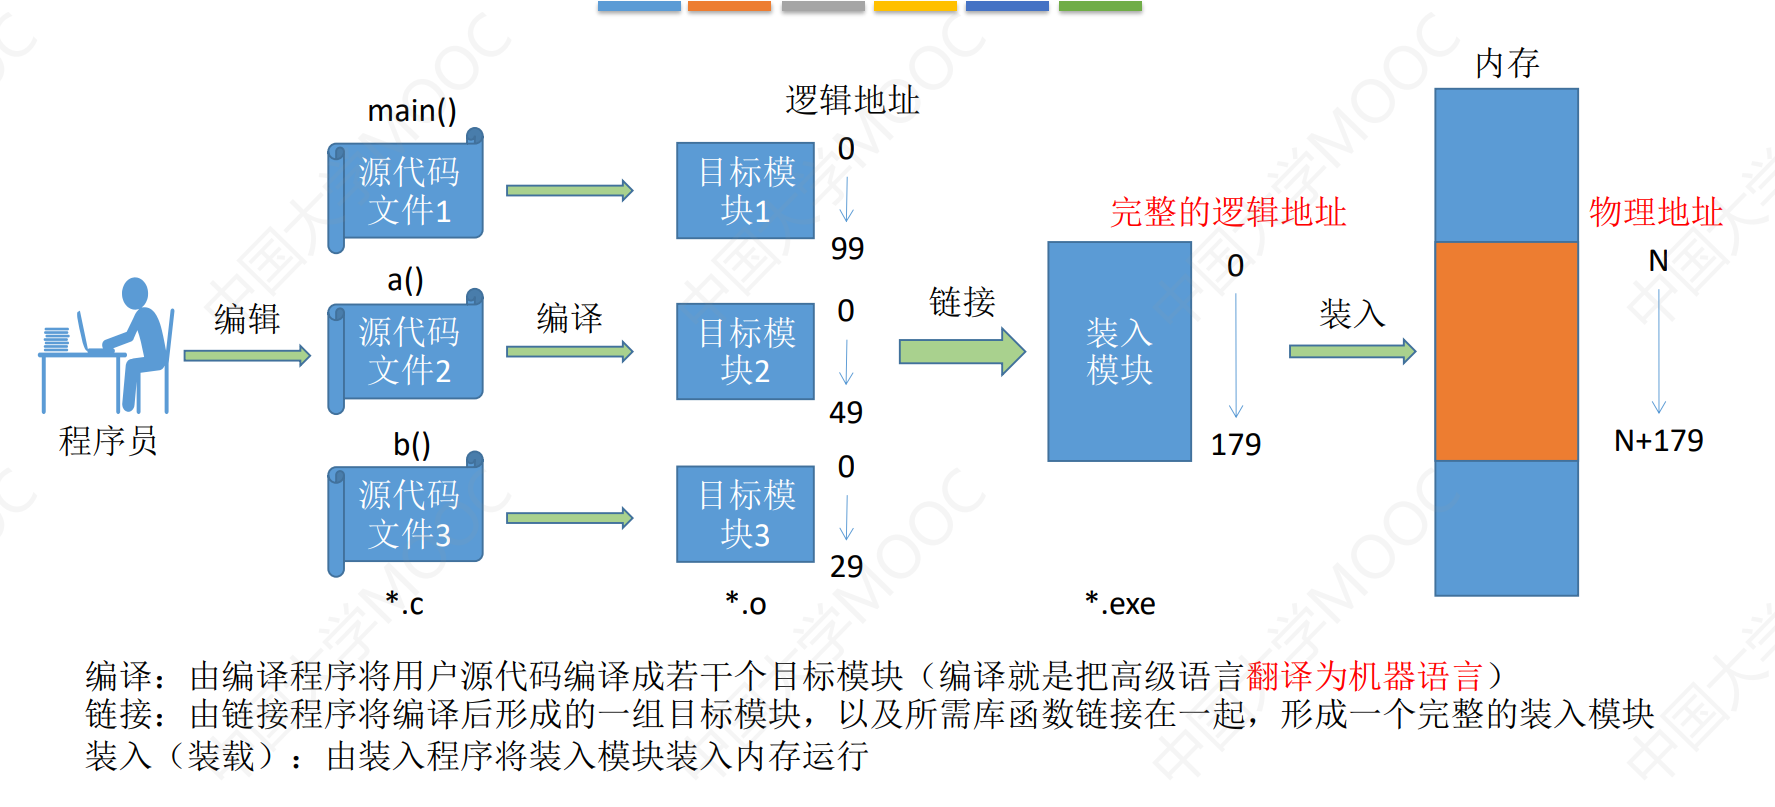 内存
main()
逻辑地址
源代码
文件1
目标模
块1
0
99
完整的逻辑地址
物理地址
a()
源代码
文件2
目标模
块2
0
49
编辑
编译
链接
装入
模块
0
179
装入
N
N+179
程序员
b()
源代码
文件3
目标模
块3
0
29
*.c
*.o
*.exe
编译：由编译程序将用户源代码编译成若干个目标模块（编译就是把高级语言翻译为机器语言）
链接：由链接程序将编译后形成的一组目标模块，以及所需库函数链接在一起，形成一个完整的装入模块
装入（装载）：由装入程序将装入模块装入内存运行
中国大学MOOC